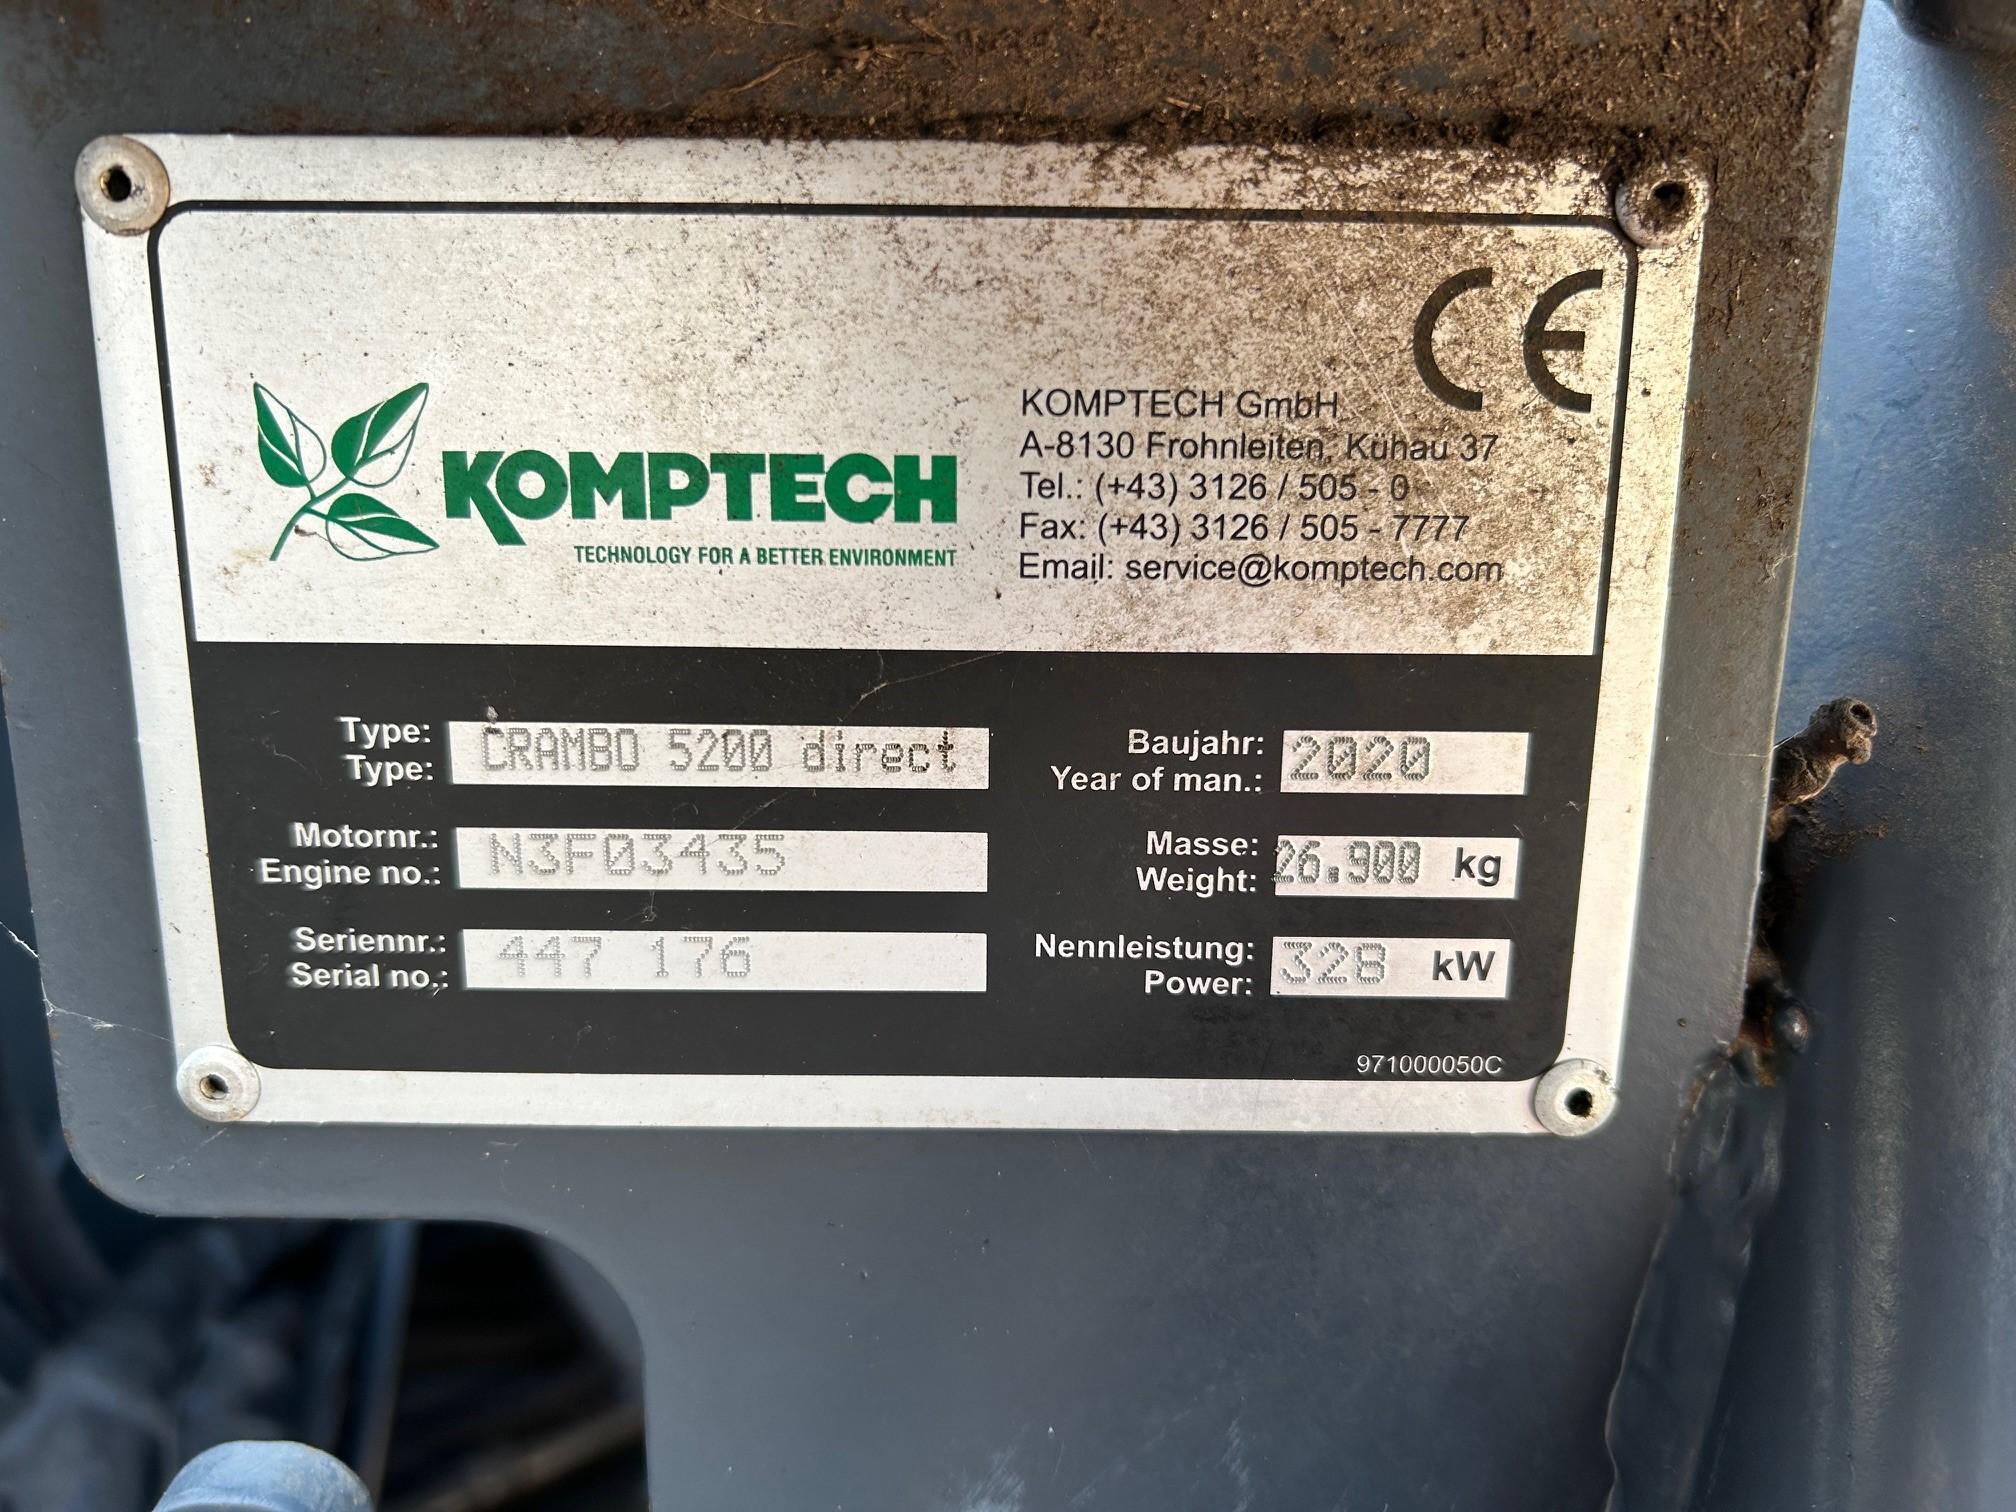 CE
KOMPTECH
TECHNOLOGY FOR A BETTER ENVIRONMENT
KOMPTECH GmbH
A-8130 Frohnleiten, Kühau 37
Tel.: (+43) 3126 / 505 - 0
Fax: (+43) 3126 / 505 - 7777
Email: service@komptech.com
Type:
Type: CRAMBO 5200 direct
Motornr.:
Engine no.: N3F03435
Seriennr.:
Serial no.: 447 176
Baujahr:
Year of man.: 2020
Masse:
Weight: 26.900 kg
Nennleistung:
Power: 328 kW
971000050C